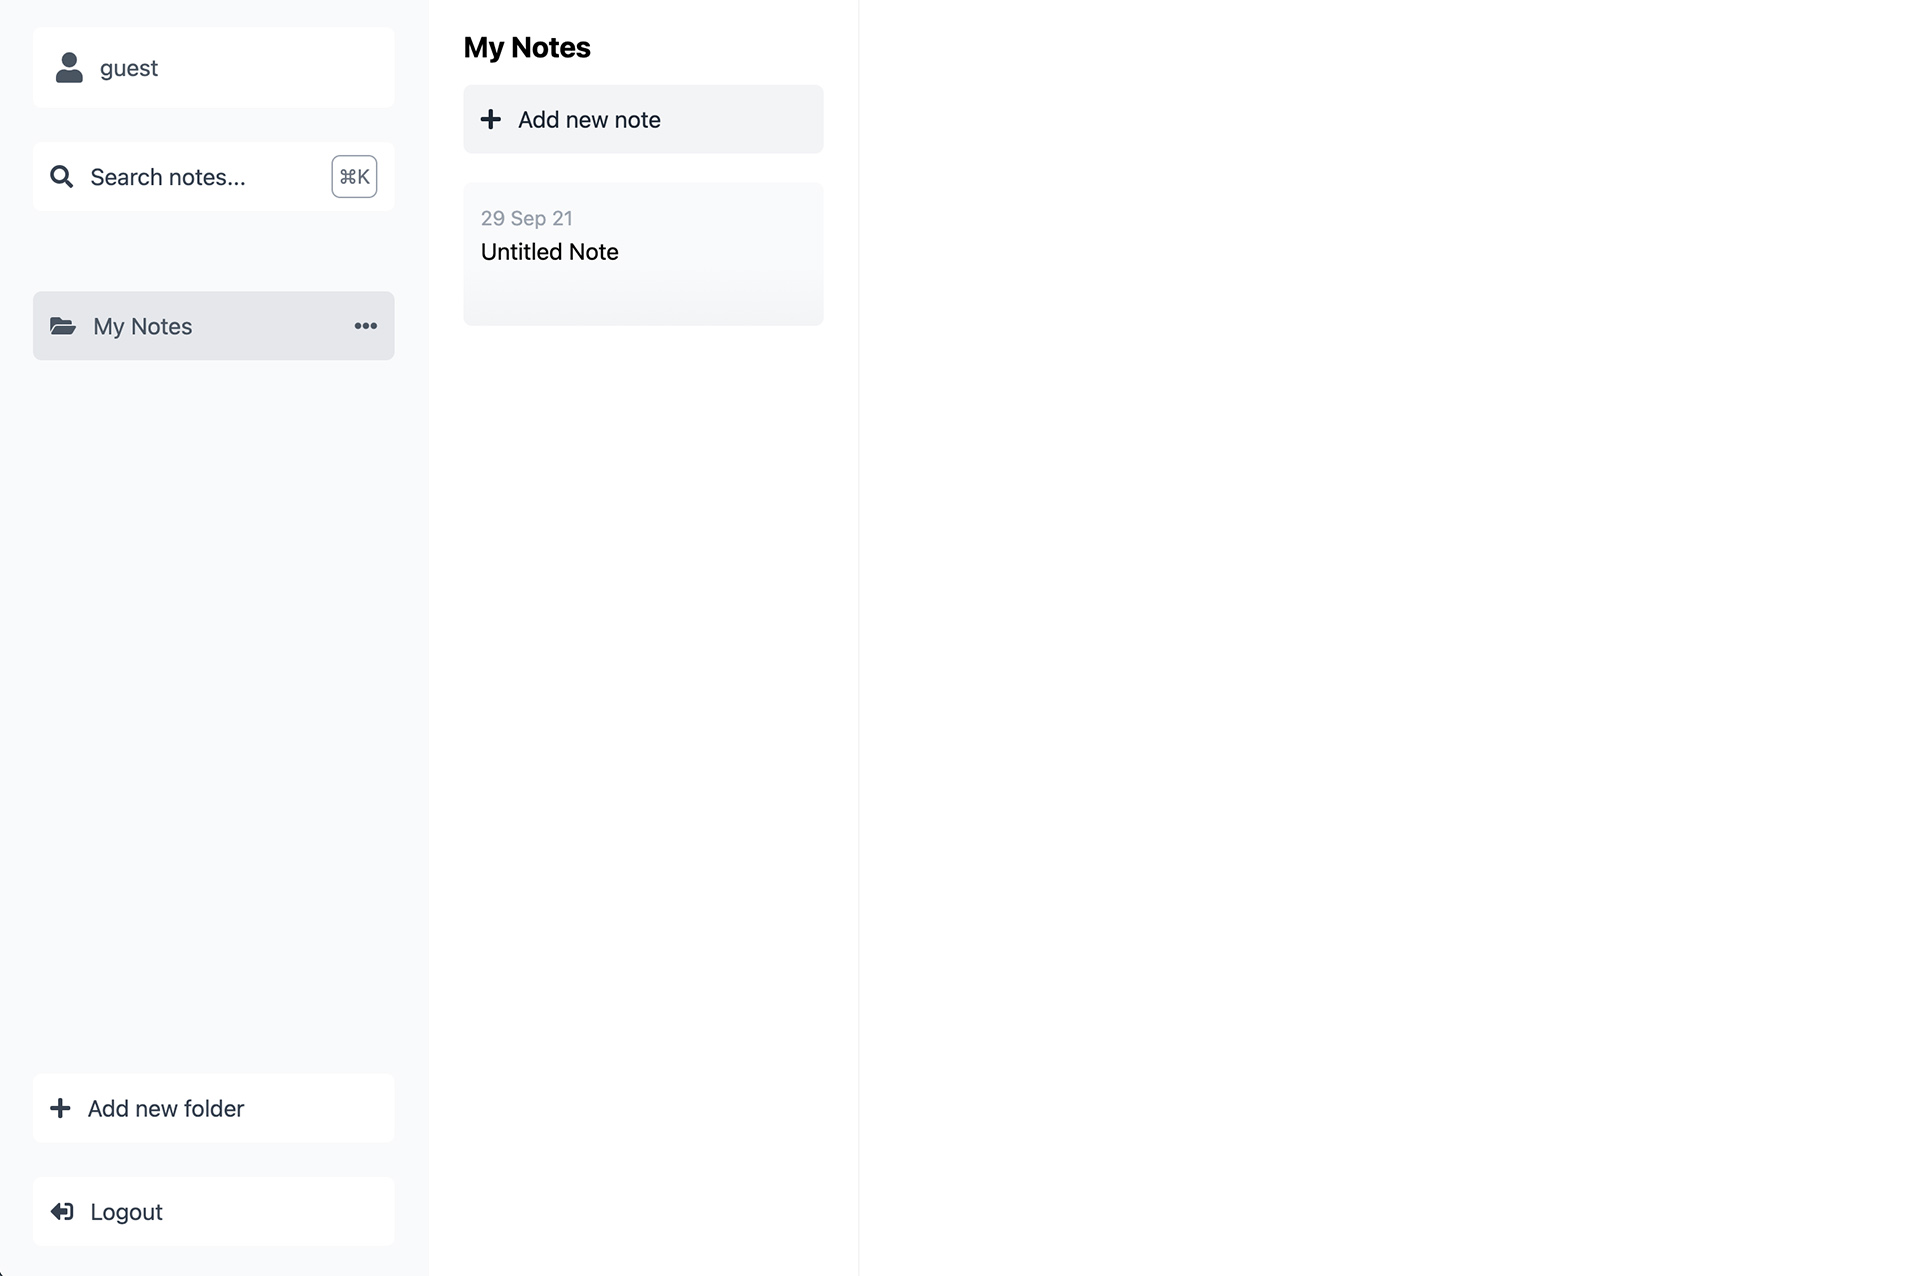 guest
Search notes...
⌘K
My Notes
Add new folder
Logout
My Notes
Add new note
29 Sep 21
Untitled Note